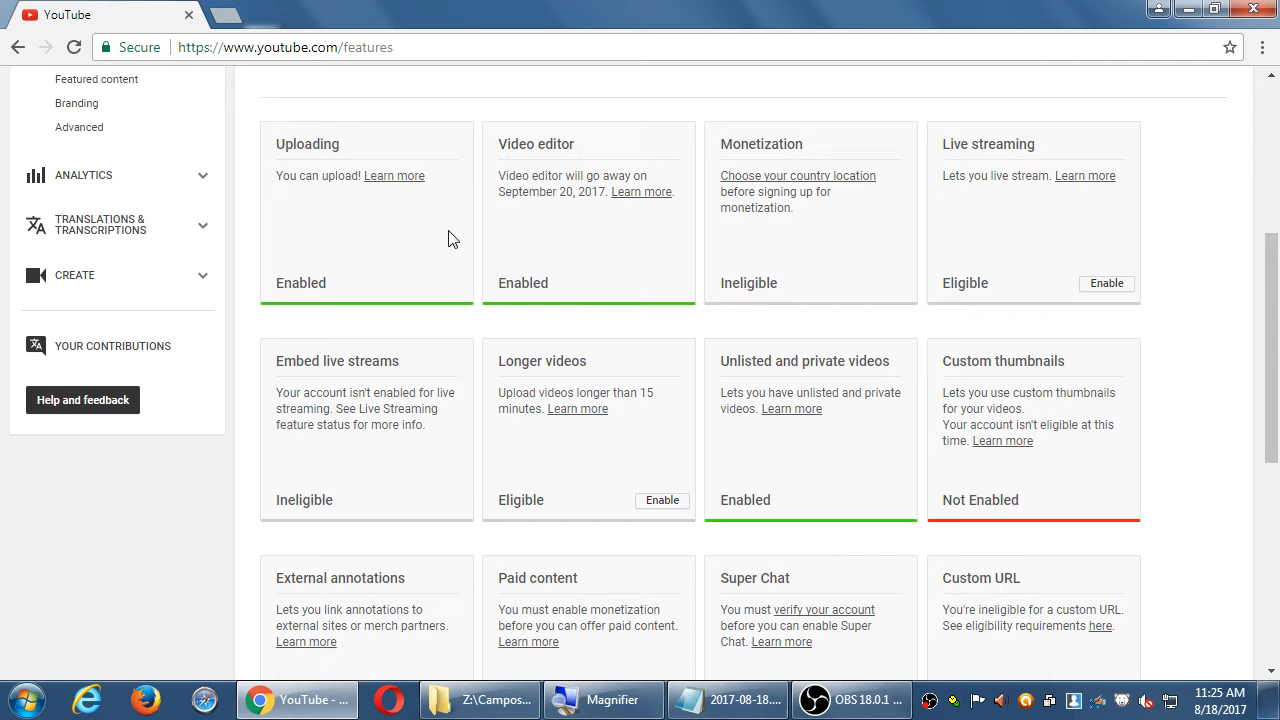 YouTube
Secure
https://www.youtube.com/features
Featured content
Branding
Advanced
ANALYTICS
TRANSLATIONS &
TRANSCRIPTIONS
CREATE
YOUR CONTRIBUTIONS
Help and feedback
Uploading
You can upload! Learn more
Enabled
Video editor
Video editor will go away on
September 20, 2017. Learn more.
Enabled
Monetization
Choose your country location
before signing up for
monetization.
Ineligible
Live streaming
Lets you live stream. Learn more
Eligible
Enable
Embed live streams
Your account isn't enabled for live
streaming. See Live Streaming
feature status for more info.
Ineligible
Longer videos
Upload videos longer than 15
minutes. Learn more
Eligible
Enable
Unlisted and private videos
Lets you have unlisted and private
videos. Learn more
Enabled
Custom thumbnails
Lets you use custom thumbnails
for your videos.
Your account isn't eligible at this
time. Learn more
Not Enabled
External annotations
Lets you link annotations to
external sites or merch partners.
Learn more
Paid content
You must enable monetization
before you can offer paid content.
Learn more
Super Chat
You must verify your account
before you can enable Super
Chat. Learn more
Custom URL
You're ineligible for a custom URL.
See eligibility requirements here.
YouTube - ...
Z:\Campos...
Magnifier
2017-08-18....
OBS 18.0.1 ...
11:25 AM
8/18/2017